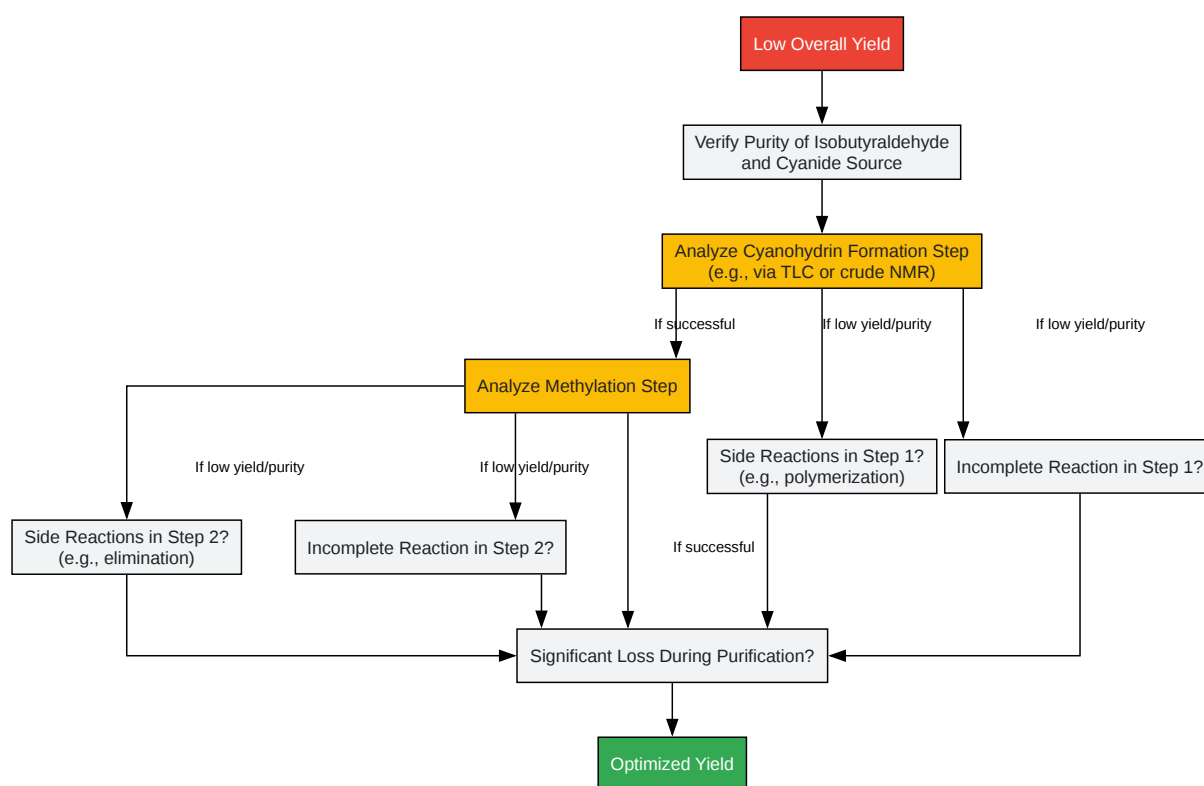 Low Overall Yield
Verify Purity of Isobutyraldehyde
and Cyanide Source
Analyze Cyanohydrin Formation Step
(e.g., via TLC or crude NMR)
If successful
If low yield/purity
If low yield/purity
Analyze Methylation Step
If low yield/purity
If low yield/purity
Side Reactions in Step 1?
(e.g., polymerization)
Incomplete Reaction in Step 1?
Side Reactions in Step 2?
(e.g., elimination)
Incomplete Reaction in Step 2?
If successful
Significant Loss During Purification?
Optimized Yield